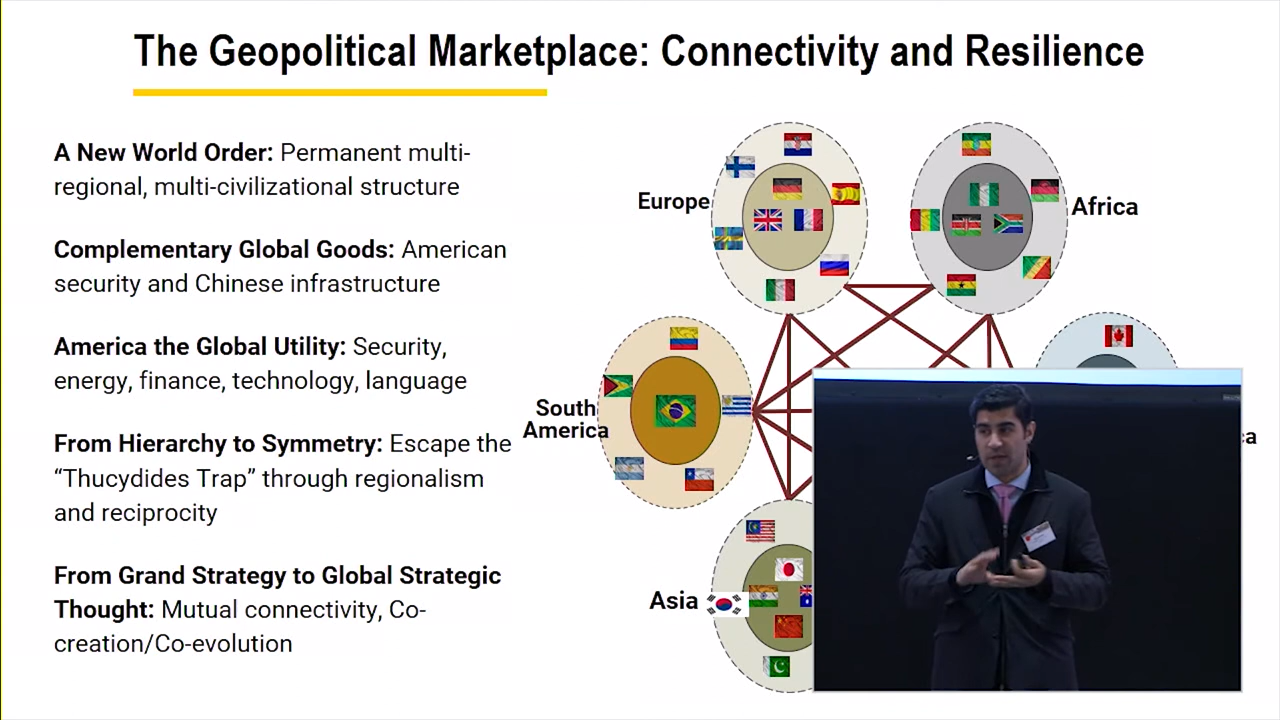 The Geopolitical Marketplace: Connectivity and Resilience
A New World Order: Permanent multi-
regional, multi-civilizational structure
Complementary Global Goods: American
security and Chinese infrastructure
America the Global Utility: Security,
energy, finance, technology, language
From Hierarchy to Symmetry: Escape the
“Thucydides Trap” through regionalism
and reciprocity
From Grand Strategy to Global Strategic
Thought: Mutual connectivity, Co-
creation/Co-evolution
Europe
Africa
South
America
ca
Asia